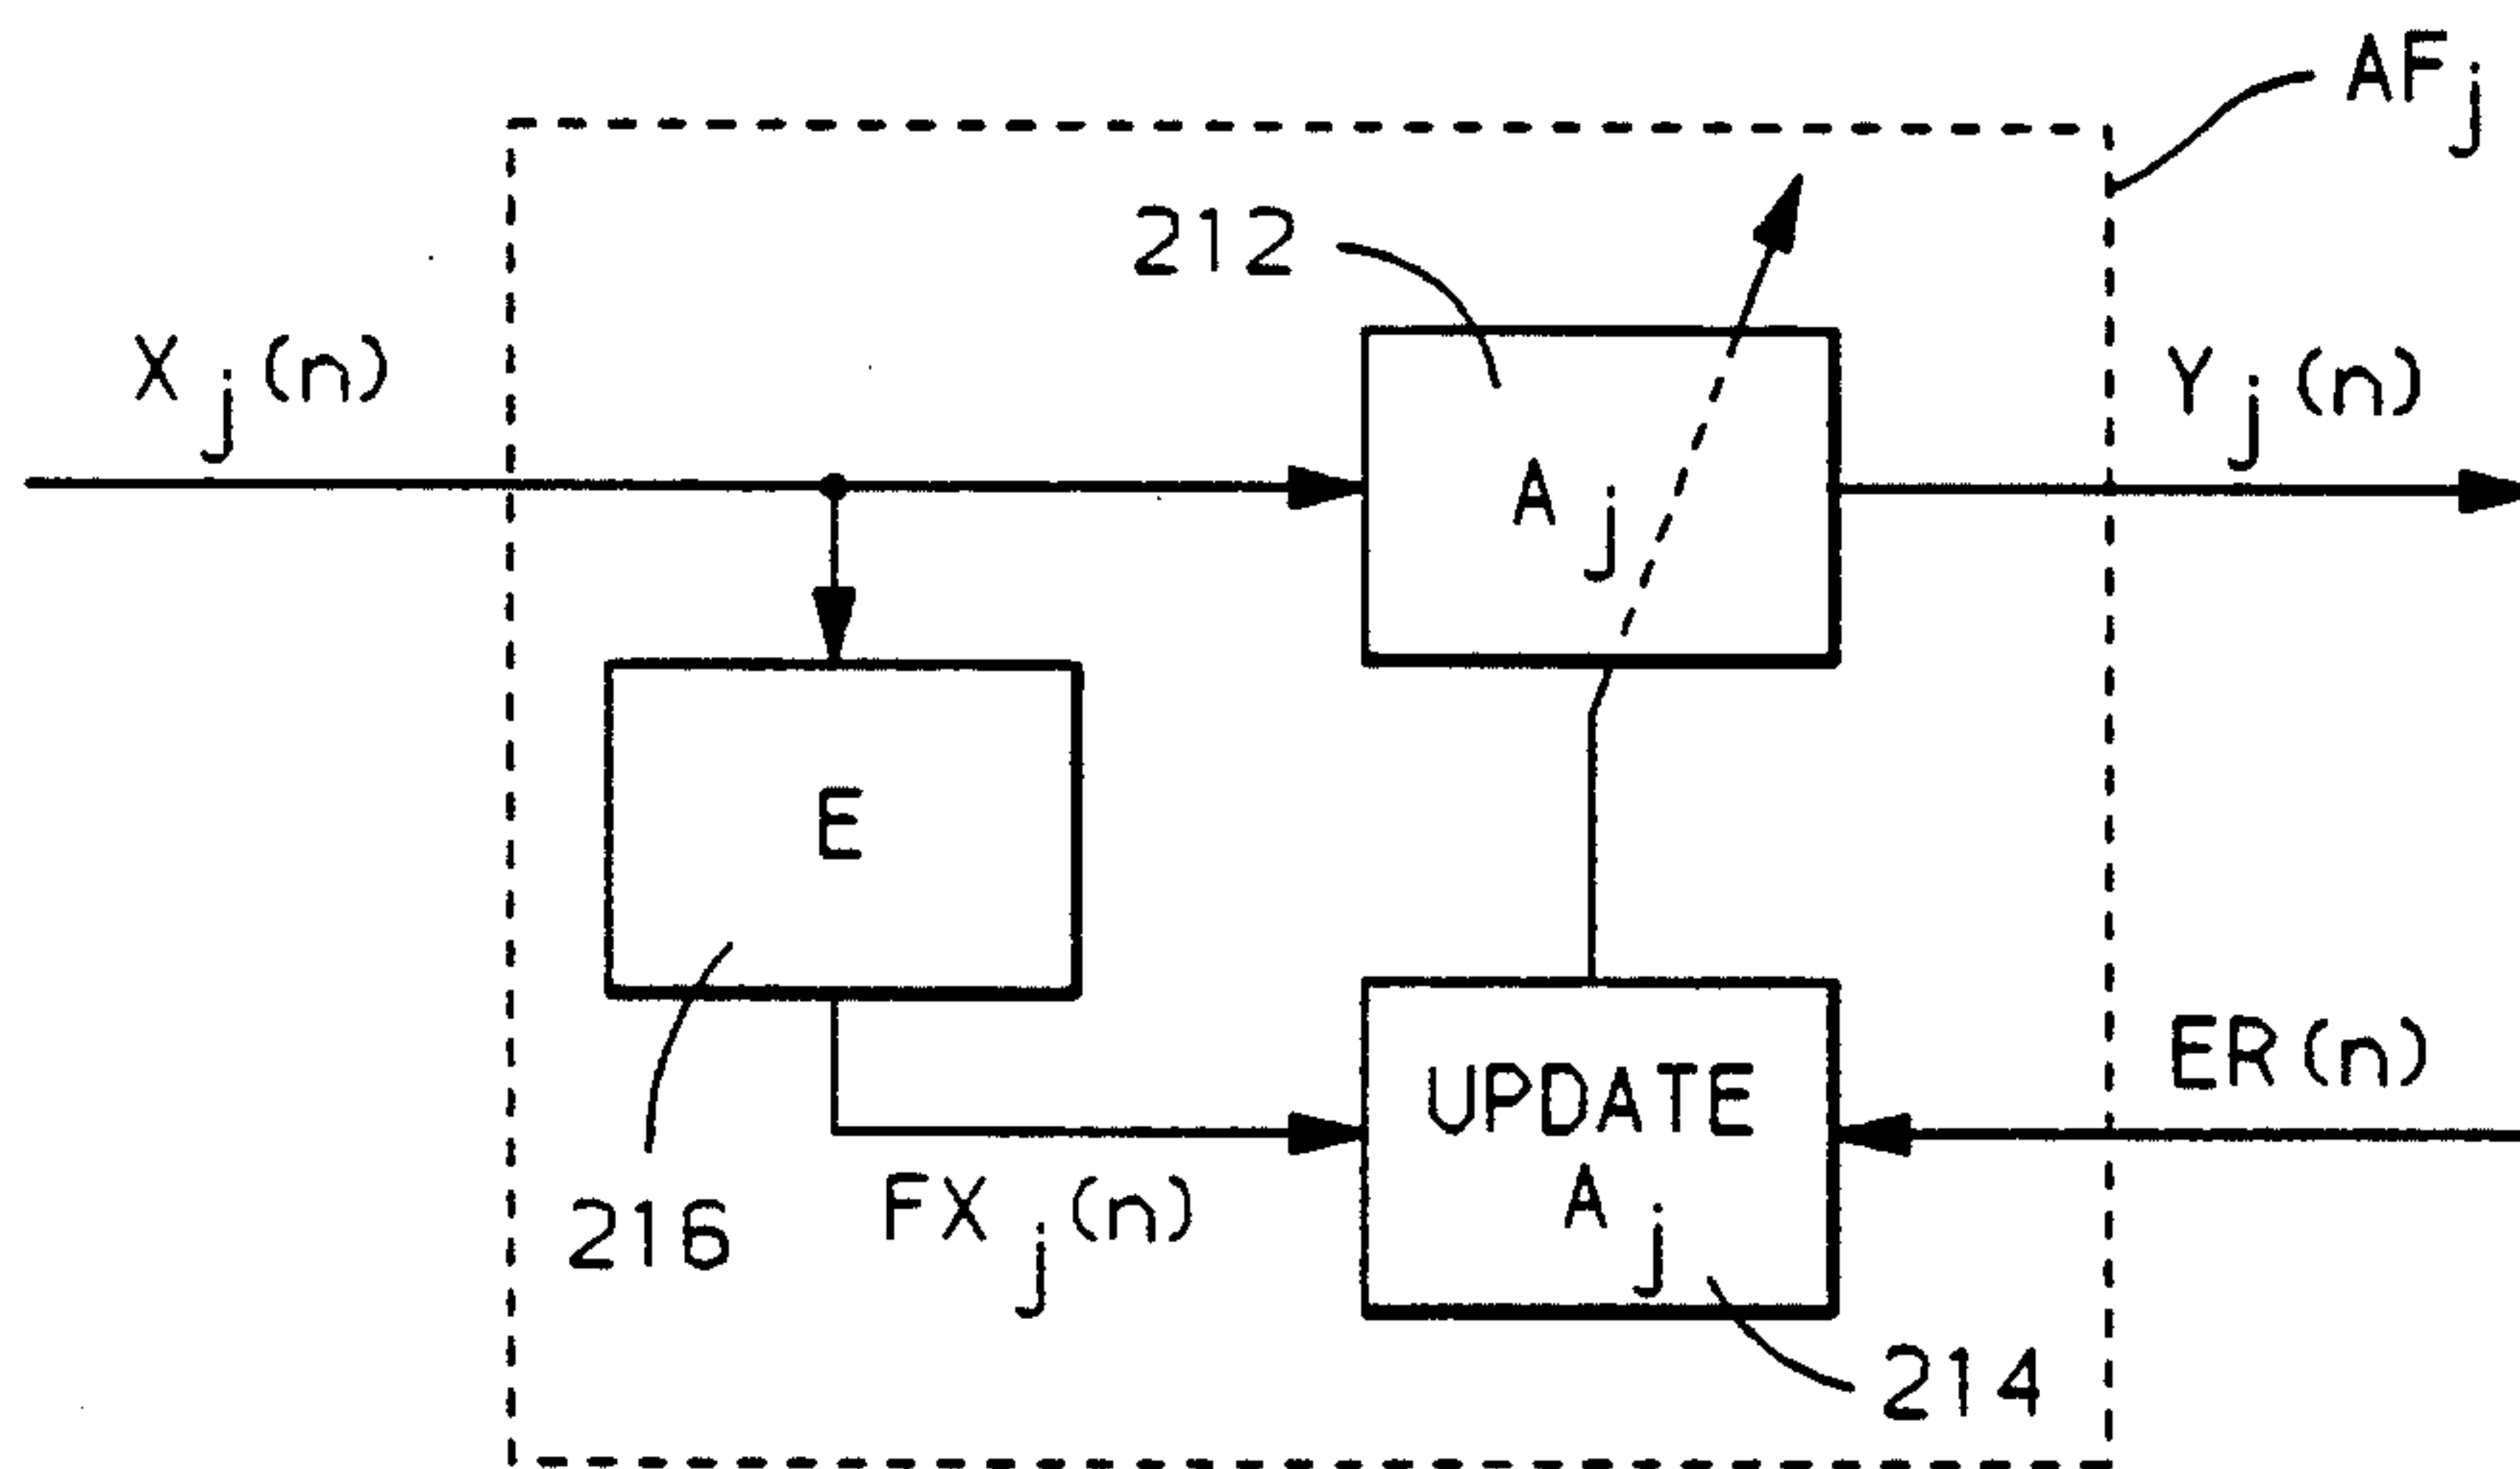 AFj
212
Xj(n)
Yj(n)
Aj
E
ER(n)
UPDATE
Aj
FXj(n)
216
214